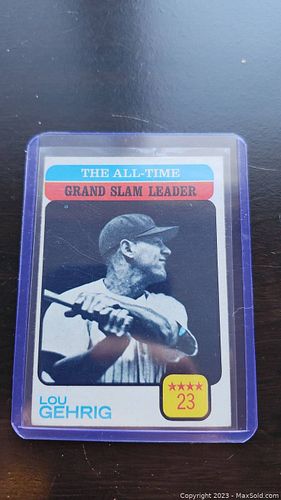 THE ALL-TIME
GRAND SLAM LEADER
LOU
GEHRIG
23
Copyright 2023 - MaxSold.com